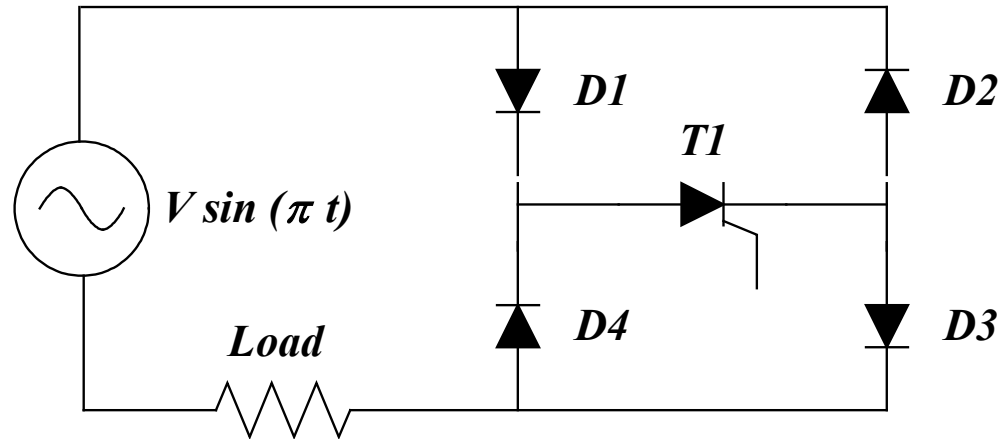 D1
D2
T1
V sin (π t)
D4
D3
Load